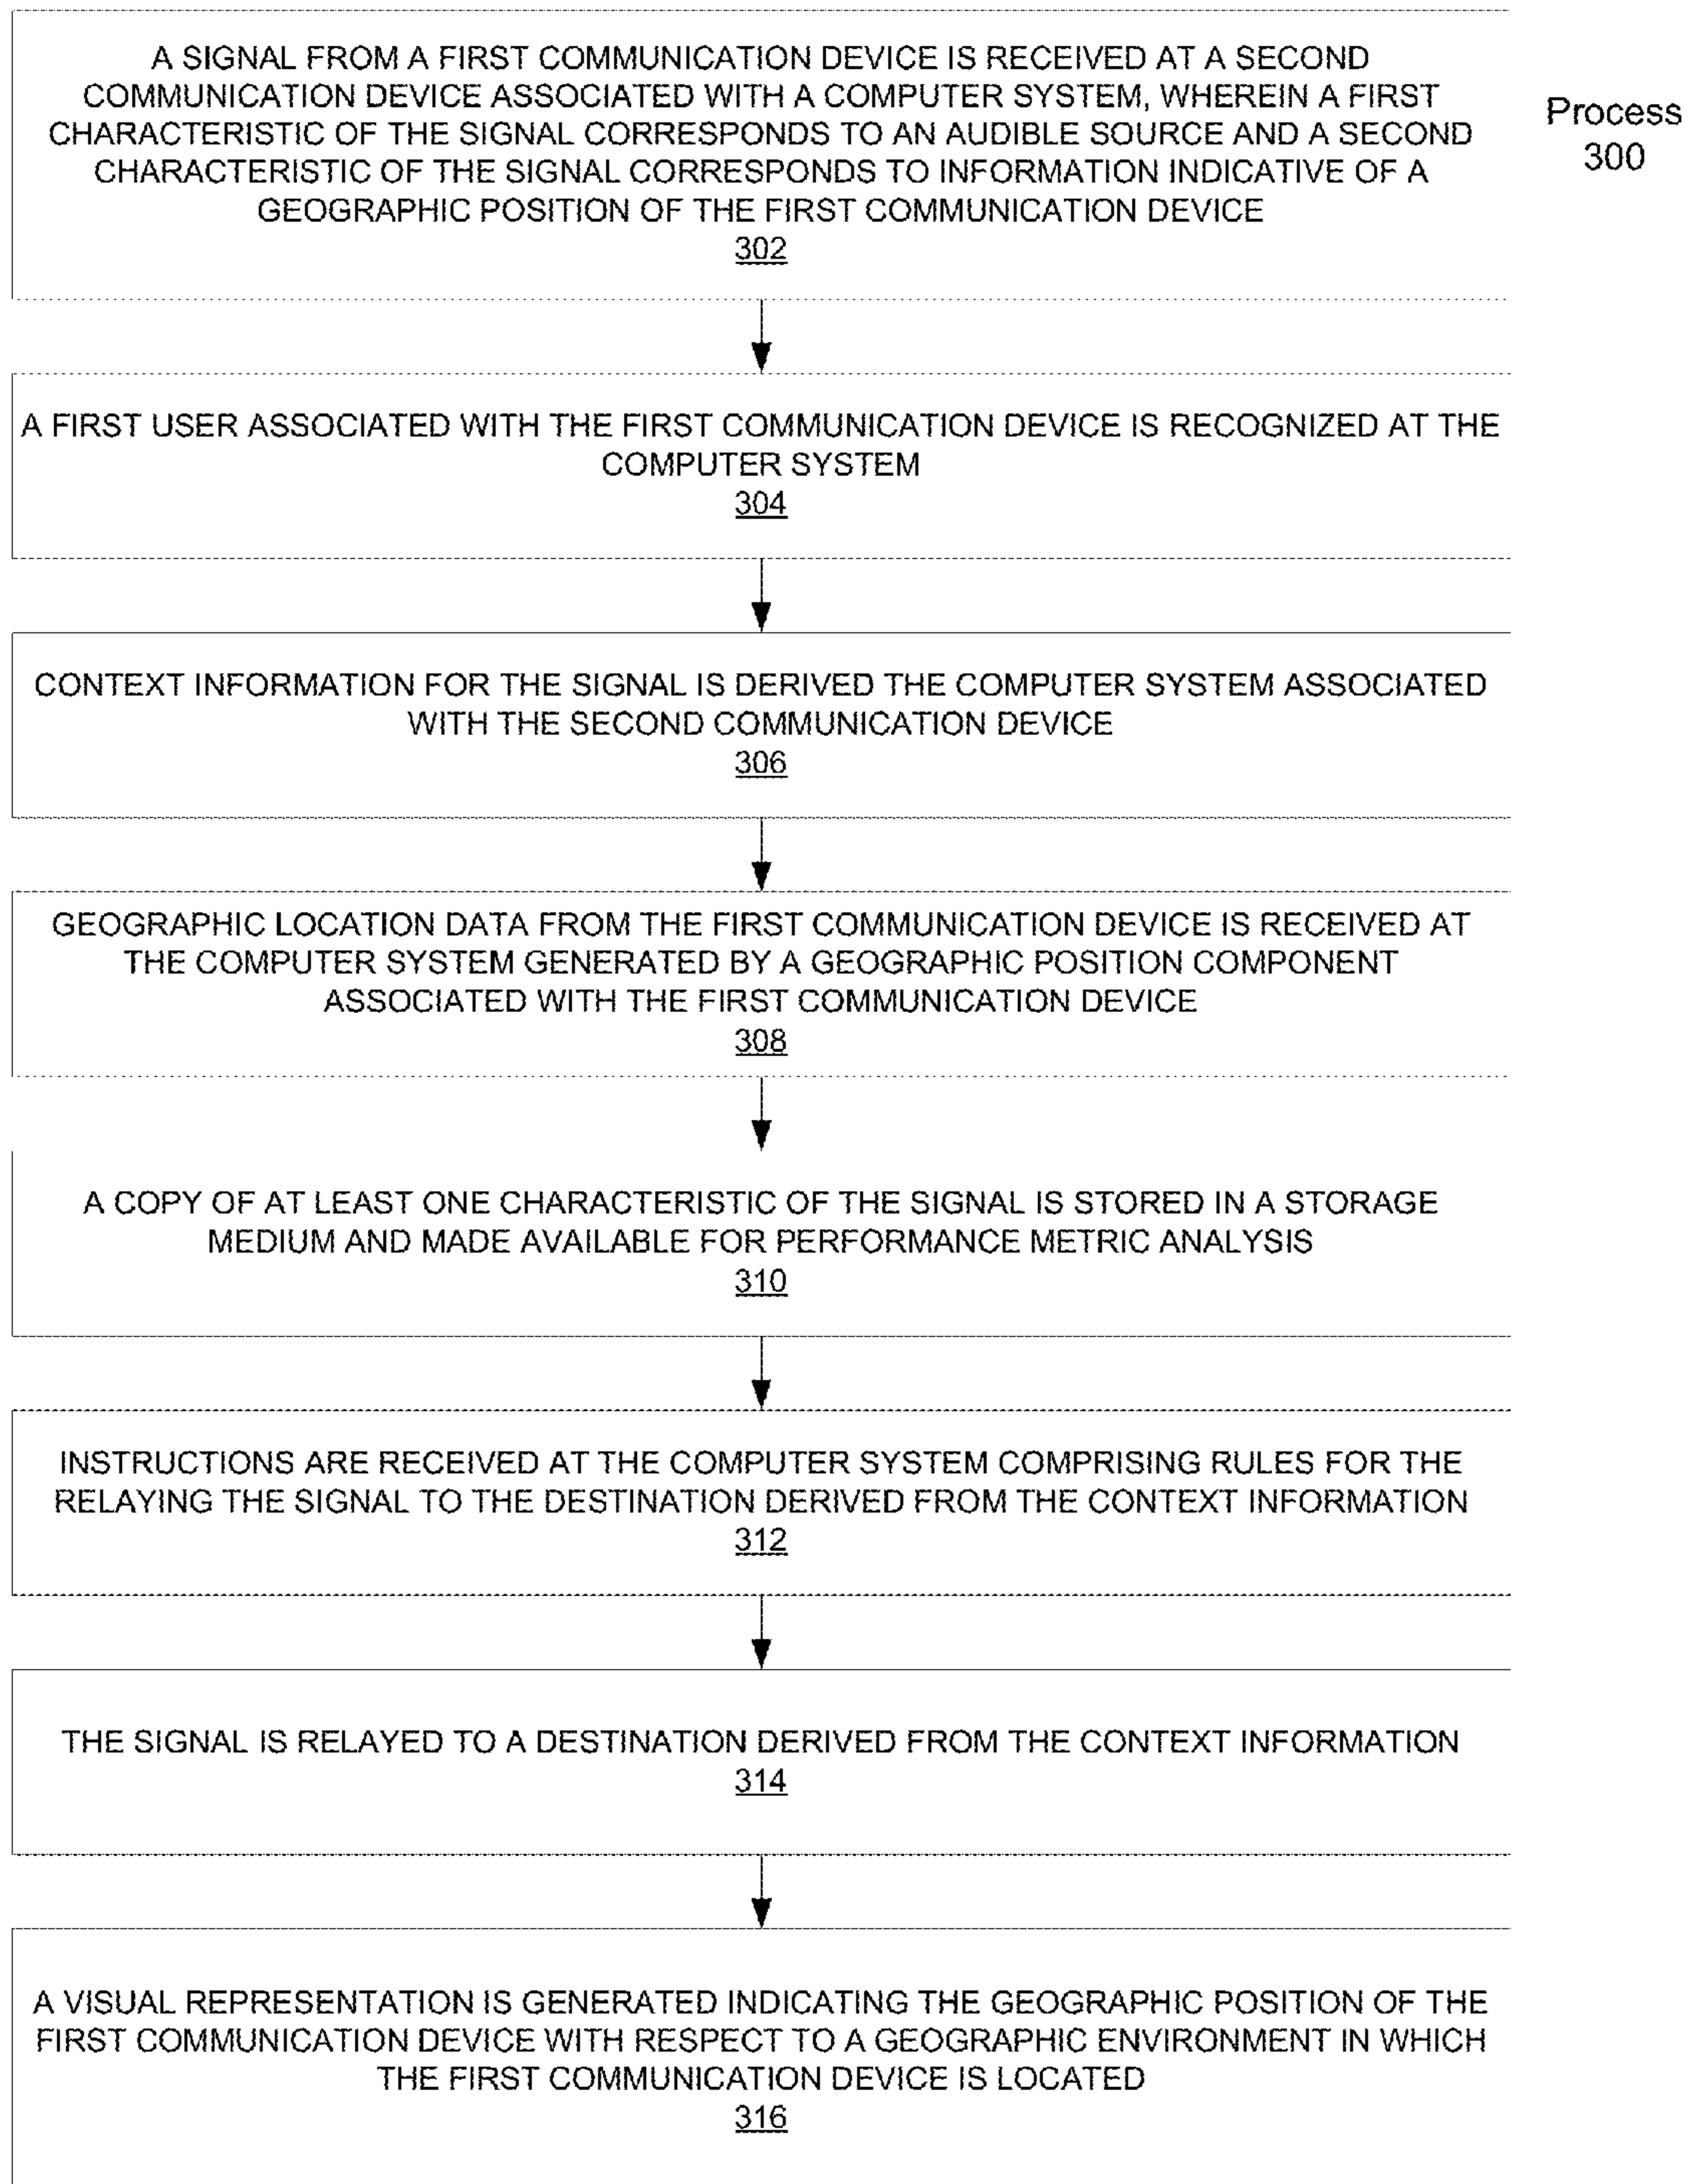 A SIGNAL FROM A FIRST COMMUNICATION DEVICE IS RECEIVED AT A SECOND
COMMUNICATION DEVICE ASSOCIATED WITH A COMPUTER SYSTEM, WHEREIN A FIRST
CHARACTERISTIC OF THE SIGNAL CORRESPONDS TO AN AUDIBLE SOURCE AND A SECOND
CHARACTERISTIC OF THE SIGNAL CORRESPONDS TO INFORMATION INDICATIVE OF A
GEOGRAPHIC POSITION OF THE FIRST COMMUNICATION DEVICE
302
Process
300
A FIRST USER ASSOCIATED WITH THE FIRST COMMUNICATION DEVICE IS RECOGNIZED AT THE
COMPUTER SYSTEM
304
CONTEXT INFORMATION FOR THE SIGNAL IS DERIVED THE COMPUTER SYSTEM ASSOCIATED
WITH THE SECOND COMMUNICATION DEVICE
306
GEOGRAPHIC LOCATION DATA FROM THE FIRST COMMUNICATION DEVICE IS RECEIVED AT
THE COMPUTER SYSTEM GENERATED BY A GEOGRAPHIC POSITION COMPONENT
ASSOCIATED WITH THE FIRST COMMUNICATION DEVICE
308
A COPY OF AT LEAST ONE CHARACTERISTIC OF THE SIGNAL IS STORED IN A STORAGE
MEDIUM AND MADE AVAILABLE FOR PERFORMANCE METRIC ANALYSIS
310
INSTRUCTIONS ARE RECEIVED AT THE COMPUTER SYSTEM COMPRISING RULES FOR THE
RELAYING THE SIGNAL TO THE DESTINATION DERIVED FROM THE CONTEXT INFORMATION
312
THE SIGNAL IS RELAYED TO A DESTINATION DERIVED FROM THE CONTEXT INFORMATION
314
A VISUAL REPRESENTATION IS GENERATED INDICATING THE GEOGRAPHIC POSITION OF THE
FIRST COMMUNICATION DEVICE WITH RESPECT TO A GEOGRAPHIC ENVIRONMENT IN WHICH
THE FIRST COMMUNICATION DEVICE IS LOCATED
316